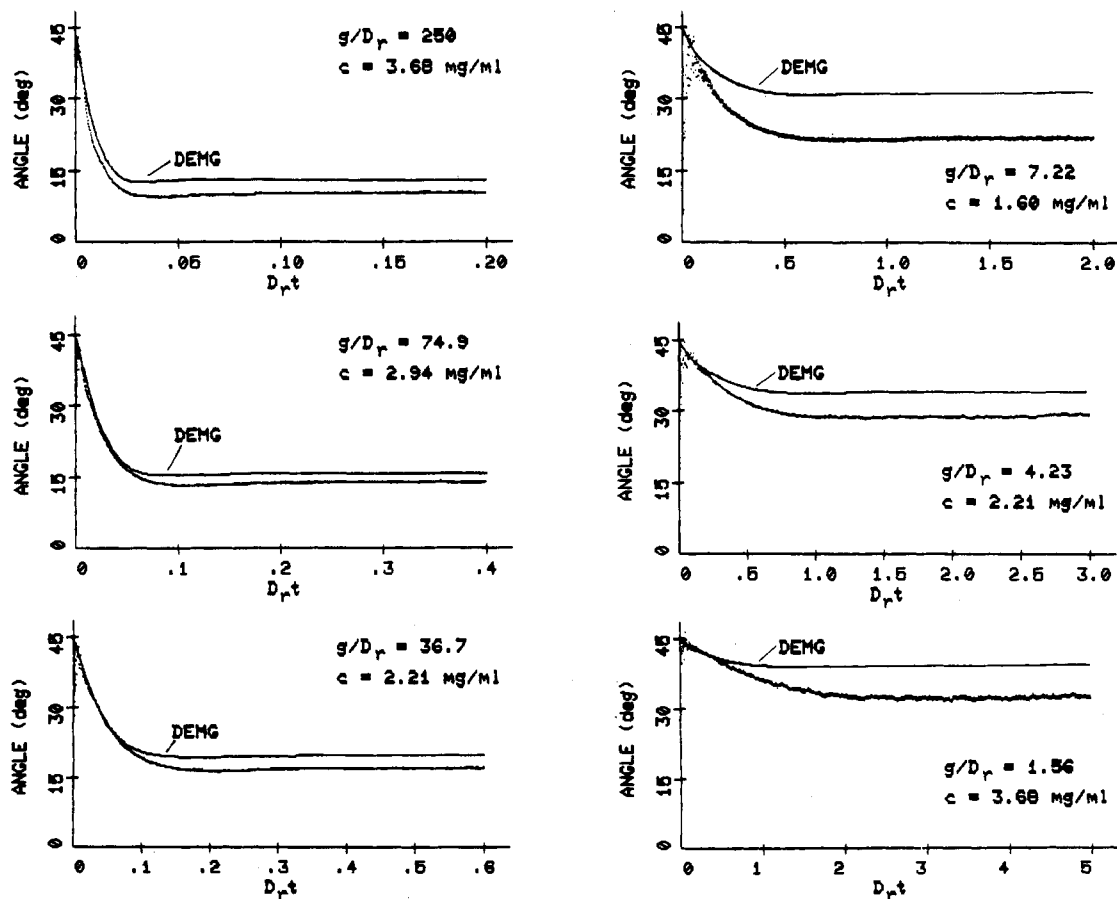 ANGLE (deg)
45
30
15
0
g/Dᵣ = 250
c = 3.68 mg/ml
DEMG
0 .05 .10 .15 .20
Dᵣt
ANGLE (deg)
45
30
15
0
DEMG
g/Dᵣ = 7.22
c = 1.60 mg/ml
0 .5 1.0 1.5 2.0
Dᵣt
ANGLE (deg)
45
30
15
0
g/Dᵣ = 74.9
c = 2.94 mg/ml
DEMG
0 .1 .2 .3 .4
Dᵣt
ANGLE (deg)
45
30
15
0
DEMG
g/Dᵣ = 4.23
c = 2.21 mg/ml
0 .5 1.0 1.5 2.0 2.5 3.0
Dᵣt
ANGLE (deg)
45
30
15
0
g/Dᵣ = 36.7
c = 2.21 mg/ml
DEMG
0 .1 .2 .3 .4 .5 .6
Dᵣt
ANGLE (deg)
45
30
15
0
DEMG
g/Dᵣ = 1.56
c = 3.68 mg/ml
0 1 2 3 4 5
Dᵣt